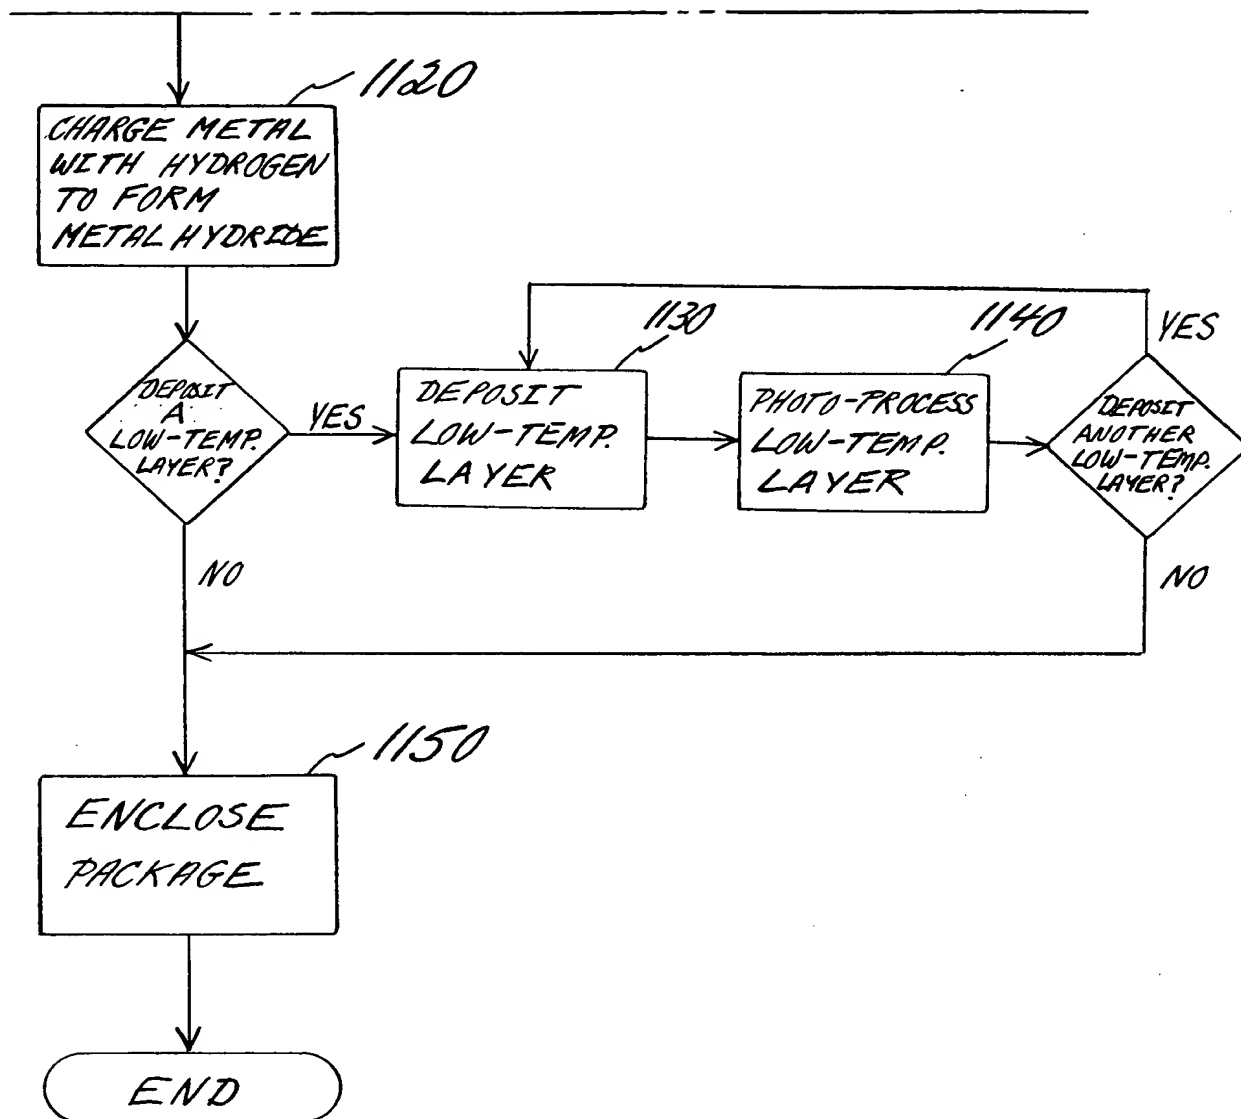 1120
CHARGE METAL
WITH HYDROGEN
TO FORM
METAL HYDRIDE
DEPOSIT
A
LOW-TEMP.
LAYER?
YES
1130
DEPOSIT
LOW-TEMP.
LAYER
1140
PHOTO-PROCESS
LOW-TEMP.
LAYER
YES
DEPOSIT
ANOTHER
LOW-TEMP.
LAYER?
NO
NO
1150
ENCLOSE
PACKAGE
END